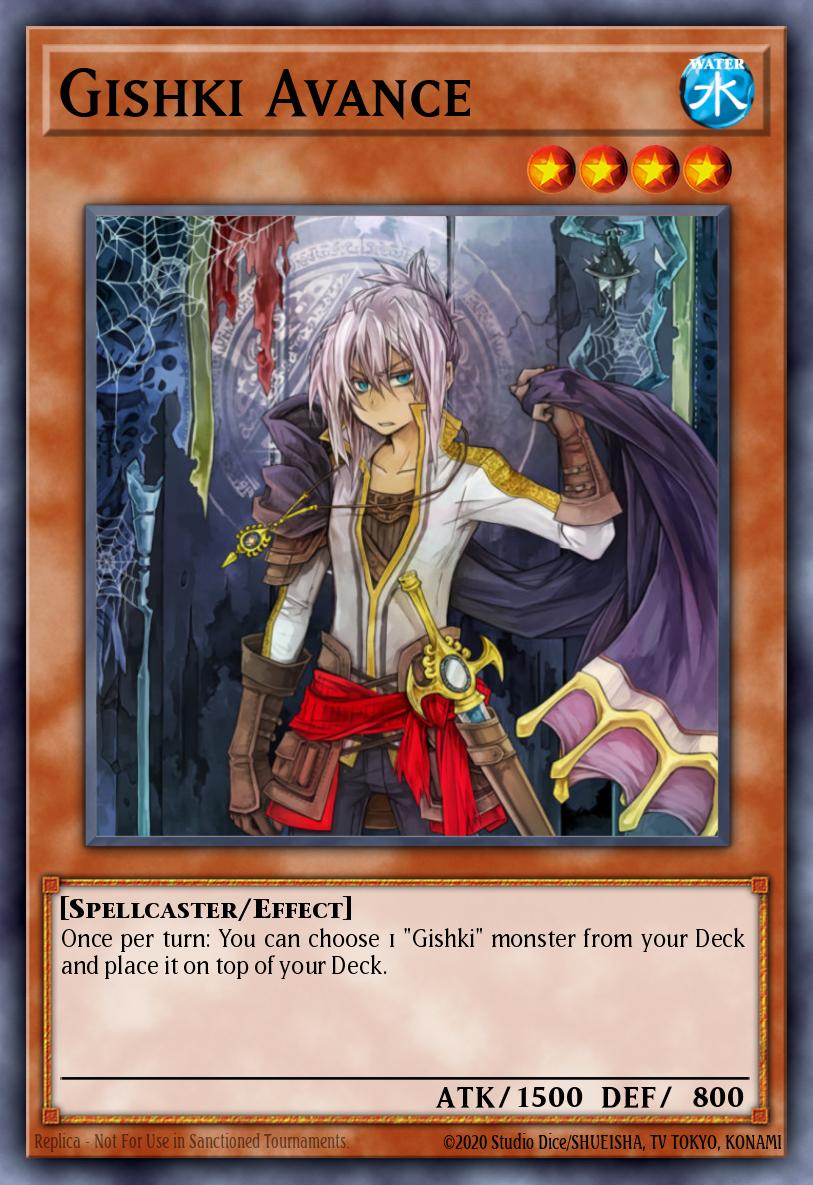 Gishki Avance
WATER
水
[Spellcaster/Effect]
Once per turn: You can choose 1 "Gishki" monster from your Deck
and place it on top of your Deck.
ATK/1500 DEF/ 800
Replica - Not For Use in Sanctioned Tournaments.
©2020 Studio Dice/SHUEISHA, TV TOKYO, KONAMI